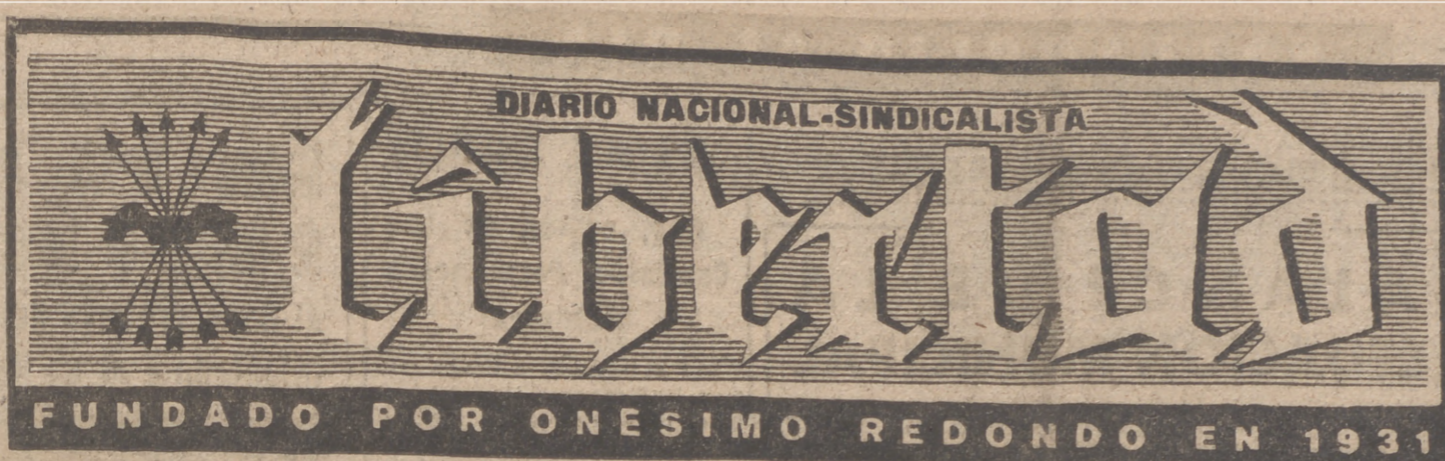 DIARIO NACIONAL-SINDICALISTA
Libertad
FUNDADO POR ONESIMO REDONDO EN 1931